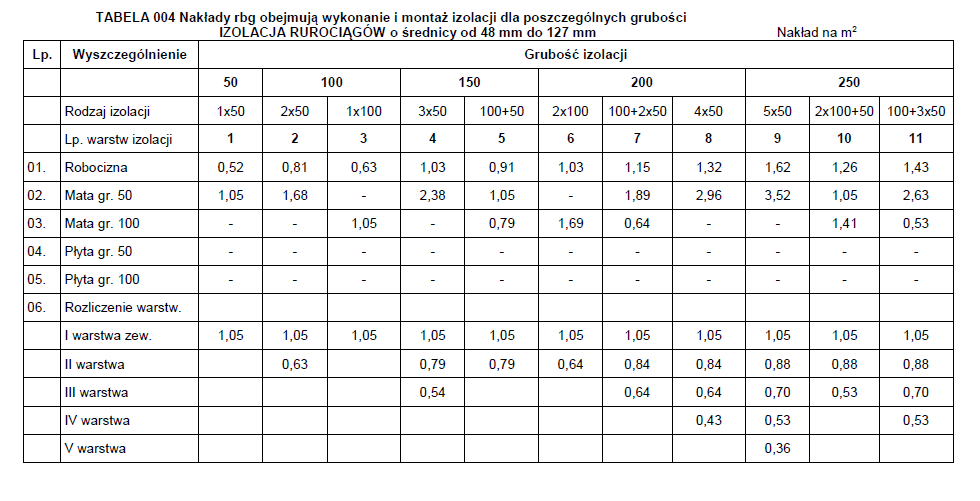 TABELA 004 Nakłady rbg obejmują wykonanie i montaż izolacji dla poszczególnych grubości
IZOLACJA RUROCIĄGÓW o średnicy od 48 mm do 127 mm Nakład na m²
Lp. Wyszczególnienie Grubość izolacji
50 100 150 200 250
Rodzaj izolacji 1x50 2x50 1x100 3x50 100+50 2x100 100+2x50 4x50 5x50 2x100+50 100+3x50
Lp. warstw izolacji 1 2 3 4 5 6 7 8 9 10 11
01. Robocizna 0,52 0,81 0,63 1,03 0,91 1,03 1,15 1,32 1,62 1,26 1,43
02. Mata gr. 50 1,05 1,68 - 2,38 1,05 - 1,89 2,96 3,52 1,05 2,63
03. Mata gr. 100 - - 1,05 - 0,79 1,69 0,64 - - 1,41 0,53
04. Płyta gr. 50 - - - - - - - - - - -
05. Płyta gr. 100 - - - - - - - - - - -
06. Rozliczenie warstw.
I warstwa zew. 1,05 1,05 1,05 1,05 1,05 1,05 1,05 1,05 1,05 1,05 1,05
II warstwa 0,63 0,79 0,79 0,64 0,84 0,84 0,88 0,88 0,88
III warstwa 0,54 0,64 0,64 0,70 0,53 0,70
IV warstwa 0,43 0,53 0,53
V warstwa 0,36